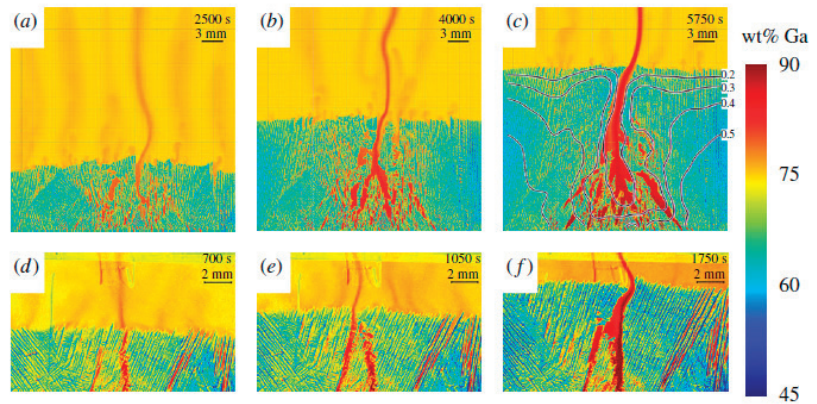 (a)
2500 s
3 mm
(b)
4000 s
3 mm
(c)
5750 s
3 mm
0.2
0.3
0.4
0.5
(d)
700 s
2 mm
(e)
1050 s
2 mm
(f)
1750 s
2 mm
wt% Ga
90
75
60
45